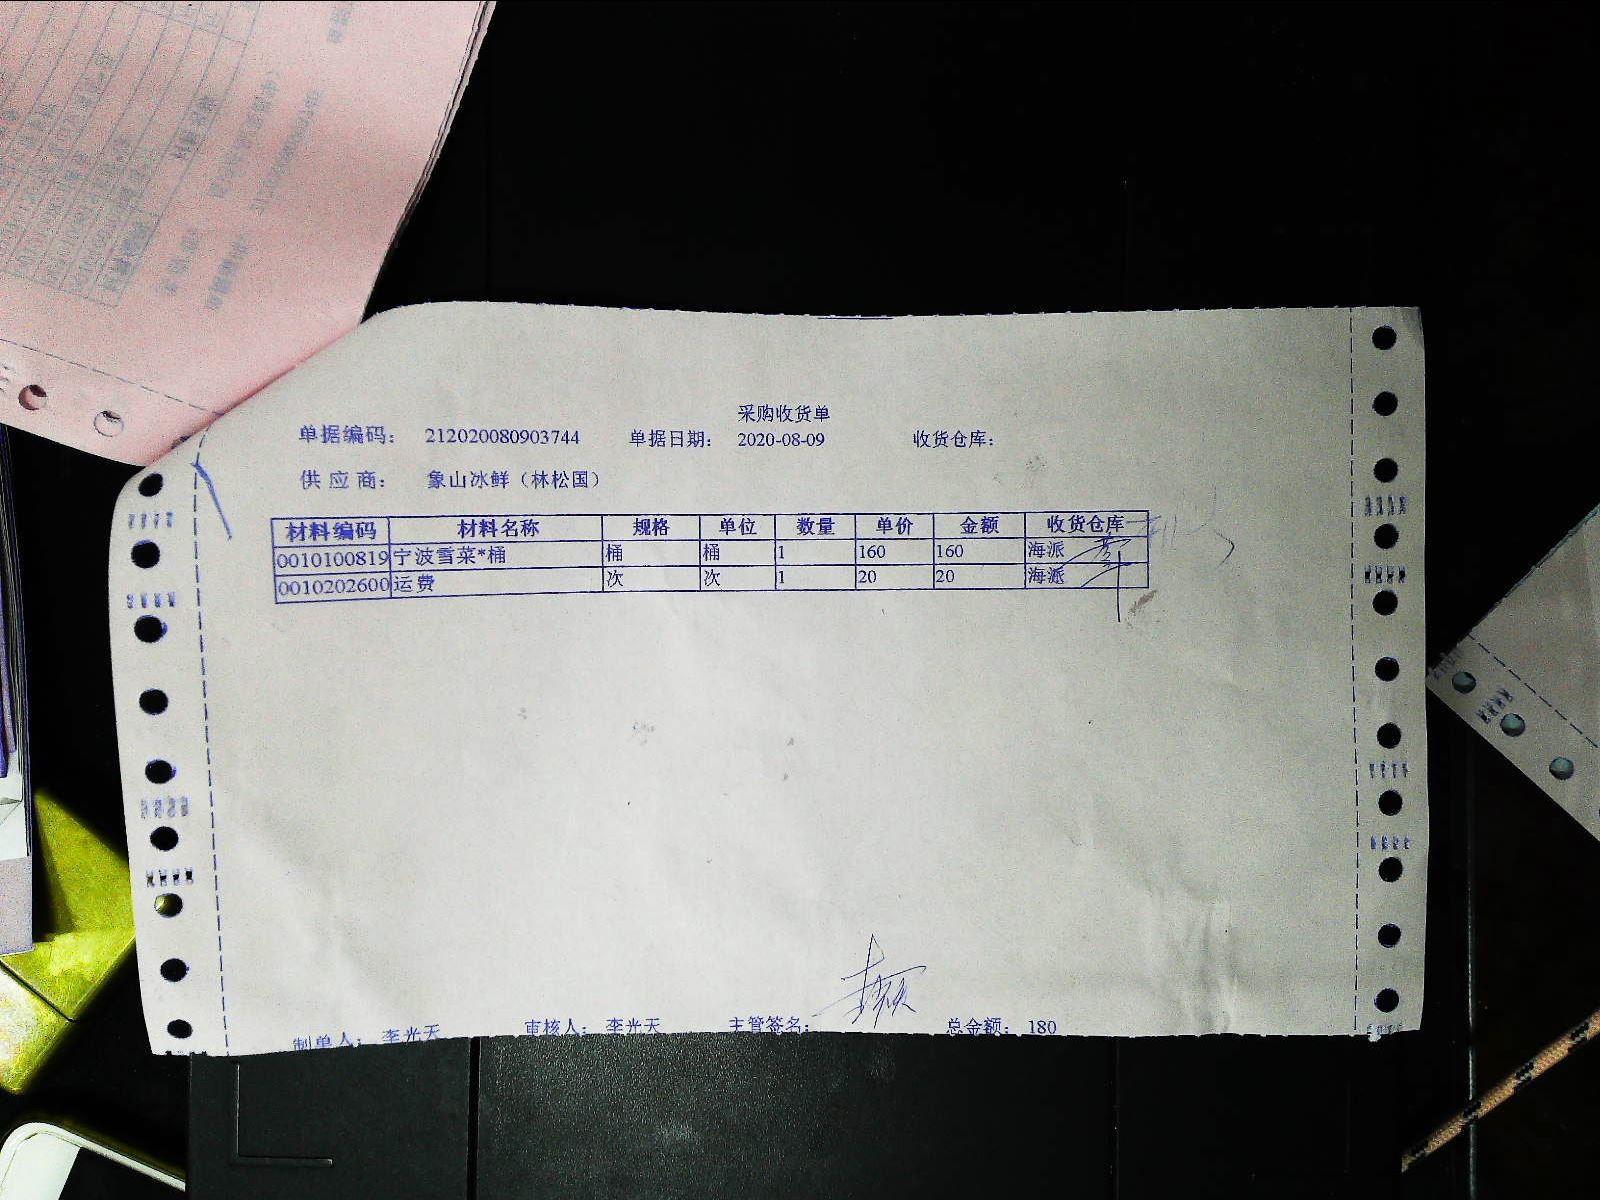 采购收货单
单据编码： 212020080903744 单据日期： 2020-08-09 收货仓库：
供应商： 象山冰鲜（林松国）
材料编码 材料名称 规格 单位 数量 单价 金额 收货仓库
0010100819 宁波雪菜*桶 桶 桶 1 160 160 海派
0010202600 运费 次 次 1 20 20 海派
制单人： 李光天 审核人： 李光天 主管签名： 总金额： 180